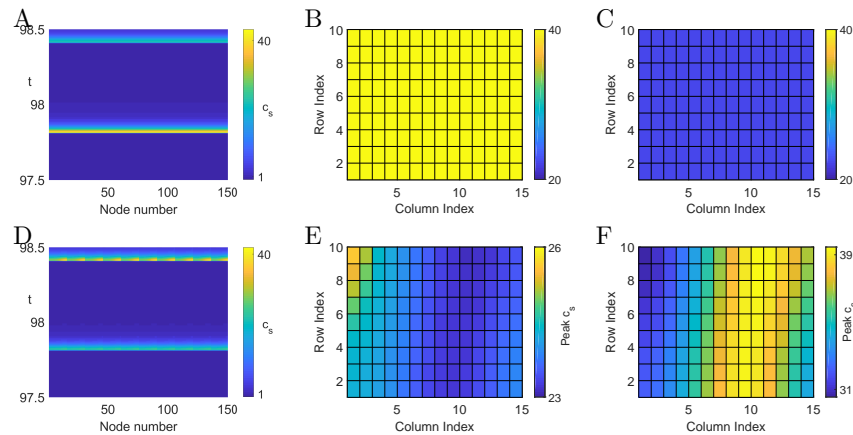 A
98.5
t
98
97.5
50
100
150
Node number
40
c_s
1
B
10
8
6
4
2
Row Index
5
10
15
Column Index
40
20
C
10
8
6
4
2
Row Index
5
10
15
Column Index
40
20
D
98.5
t
98
97.5
50
100
150
Node number
40
c_s
1
E
10
8
6
4
2
Row Index
5
10
15
Column Index
26
Peak c_s
23
F
10
8
6
4
2
Row Index
5
10
15
Column Index
39
Peak c_s
31